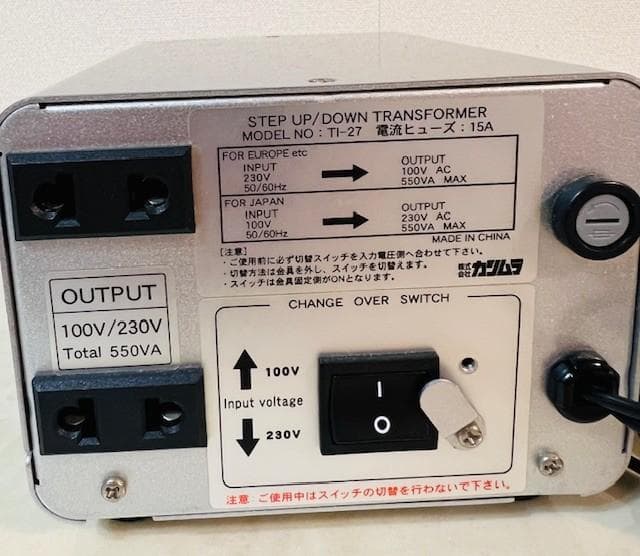 STEP UP/DOWN TRANSFORMER
MODEL NO : TI-27 電流ヒューズ : 15A
FOR EUROPE etc
INPUT
230V
50/60Hz
OUTPUT
100V AC
550VA MAX
FOR JAPAN
INPUT
100V
50/60Hz
OUTPUT
230V AC
550VA MAX
MADE IN CHINA
[注意]
・ご使用前に必ず切替スイッチを入力電圧側へ合わせて下さい。
・切替方法は金具を外し、スイッチを切替えます。
・スイッチは金具固定側がONとなります。
株式会社 カシムラ
OUTPUT
100V/230V
Total 550VA
CHANGE OVER SWITCH
100V
Input voltage
230V
I
O
注意: ご使用中はスイッチの切替を行わないで下さい。